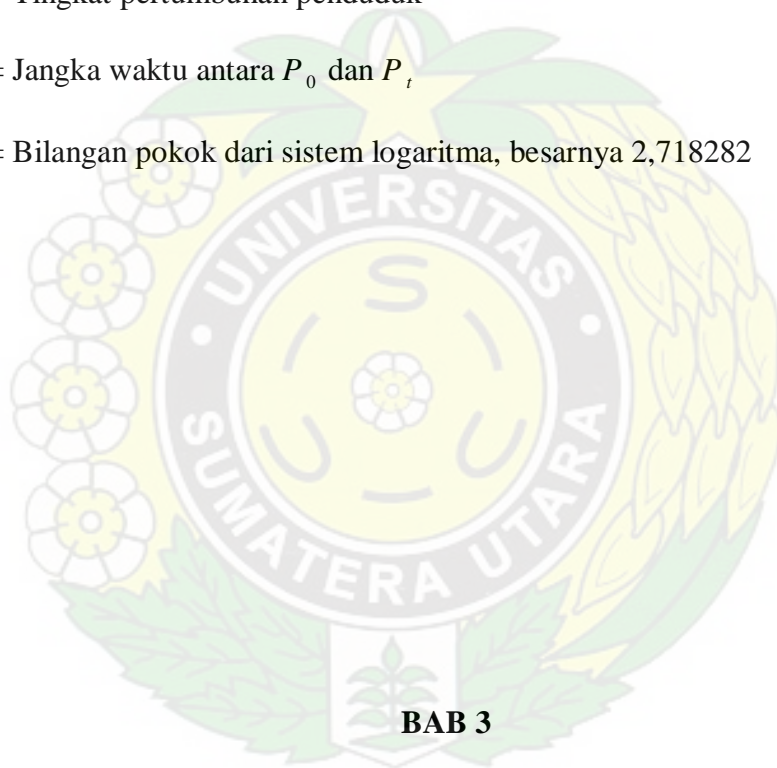 Tingkat pertumbuhan penduduk
= Jangka waktu antara P₀ dan Pₜ
= Bilangan pokok dari sistem logaritma, besarnya 2,718282
UNIVERSITAS
SUMATERA UTARA
U S U
BAB 3